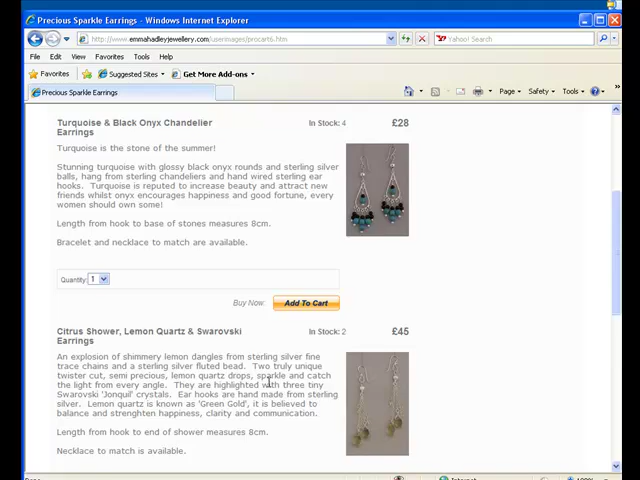 Precious Sparkle Earrings - Windows Internet Explorer
http://www.emmahadleyjewellery.com/userimages/procart6.htm
Yahoo! Search
File Edit View Favorites Tools Help
Favorites Suggested Sites Get More Add-ons
Precious Sparkle Earrings
Page Safety Tools
Turquoise & Black Onyx Chandelier Earrings In Stock: 4 £28
Turquoise is the stone of the summer!
Stunning turquoise with glossy black onyx rounds and sterling silver
balls, hang from sterling chandeliers and hand wired sterling ear
hooks. Turquoise is reputed to increase beauty and attract new
friends whilst onyx encourages happiness and good fortune, every
women should own some!
Length from hook to base of stones measures 8cm.
Bracelet and necklace to match are available.
Quantity: 1
Buy Now: Add To Cart
Citrus Shower, Lemon Quartz & Swarovski Earrings In Stock: 2 £45
An explosion of shimmery lemon dangles from sterling silver fine
trace chains and a sterling silver fluted bead. Two truly unique
twister cut, semi precious, lemon quartz drops, sparkle and catch
the light from every angle. They are highlighted with three tiny
Swarovski 'Jonquil' crystals. Ear hooks are hand made from sterling
silver. Lemon quartz is known as 'Green Gold', it is believed to
balance and strenghten happiness, clarity and communication.
Length from hook to end of shower measures 8cm.
Necklace to match is available.